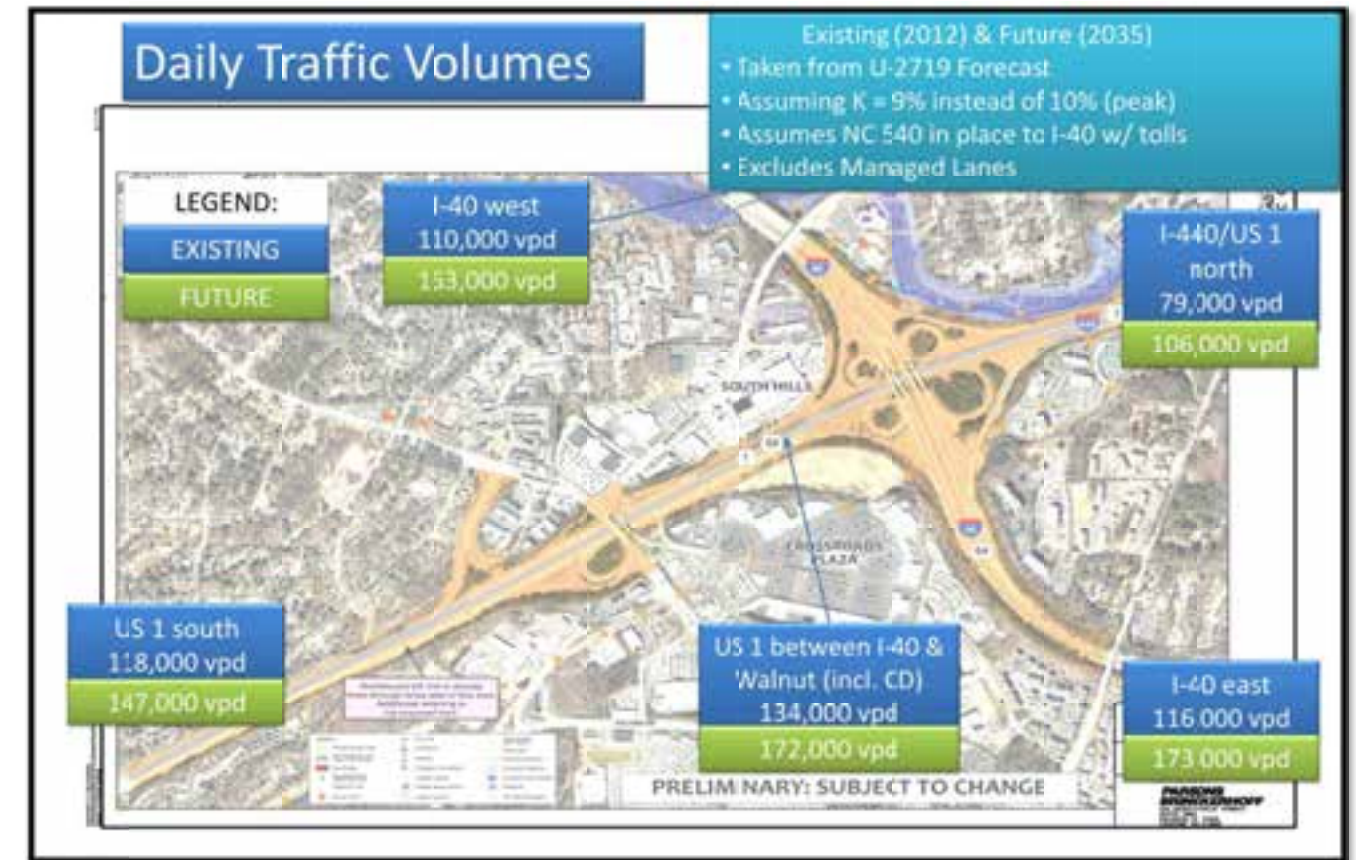 Daily Traffic Volumes
Existing (2012) & Future (2035)
• Taken from U-2719 Forecast
• Assuming K = 9% instead of 10% (peak)
• Assumes NC 540 in place to I-40 w/ tolls
• Excludes Managed Lanes
LEGEND:
EXISTING
FUTURE
I-40 west
110,000 vpd
153,000 vpd
I-440/US 1
north
79,000 vpd
106,000 vpd
SOUTH HILLS
CROSSROADS
PLAZA
US 1 south
118,000 vpd
147,000 vpd
US 1 between I-40 &
Walnut (incl. CD)
134,000 vpd
172,000 vpd
I-40 east
116,000 vpd
173,000 vpd
PRELIMINARY: SUBJECT TO CHANGE
PARSONS
BRINCKERHOFF